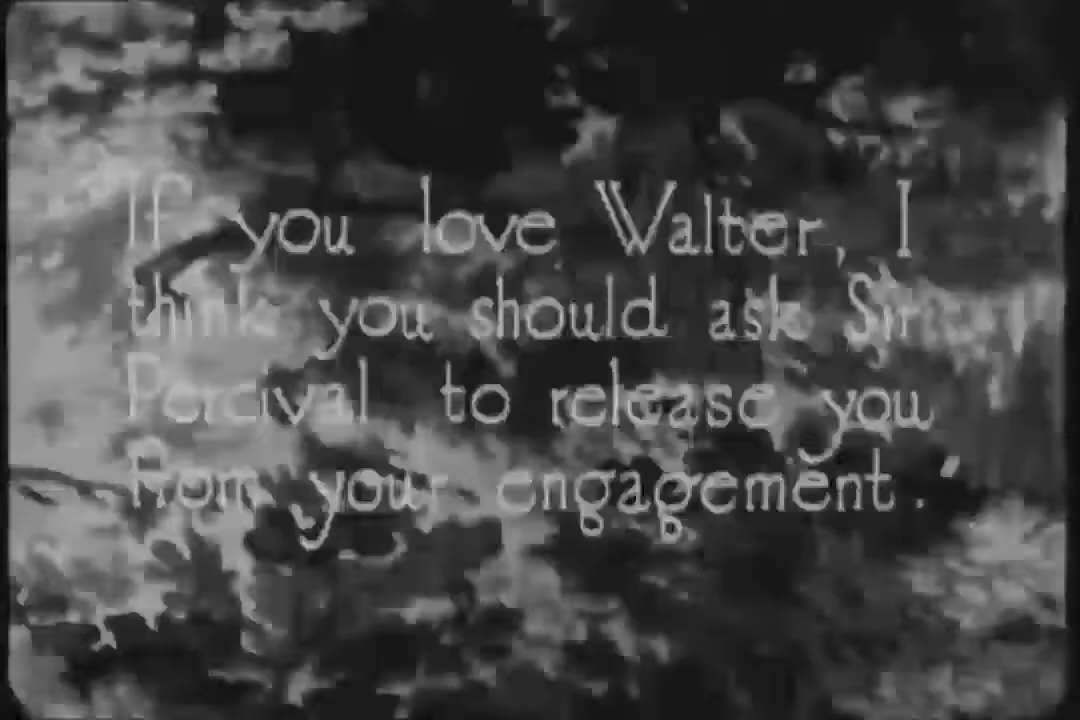 "If you love Walter, I
think you should ask Sir
Percival to release you
from your engagement."